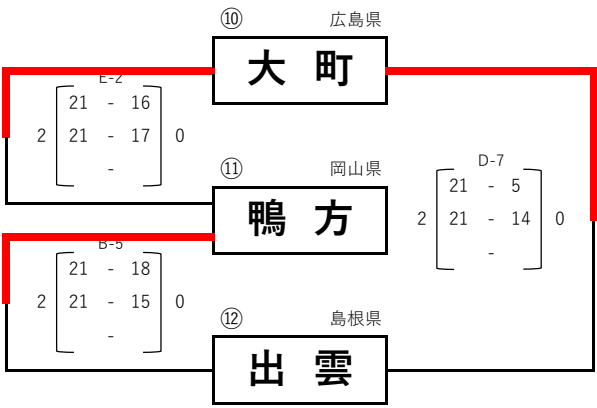 ⑩ 広島県
大町
E-2
21 - 16
2 21 - 17 0
-
⑪ 岡山県
鴨方
D-7
21 - 5
2 21 - 14 0
-
B-5
21 - 18
2 21 - 15 0
-
⑫ 島根県
出雲